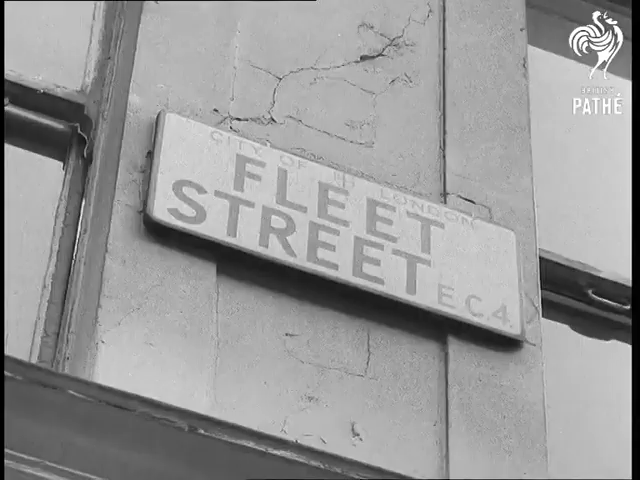 CITY OF LONDON
FLEET
STREET
E.C.4.
BRITISH
PATHÉ